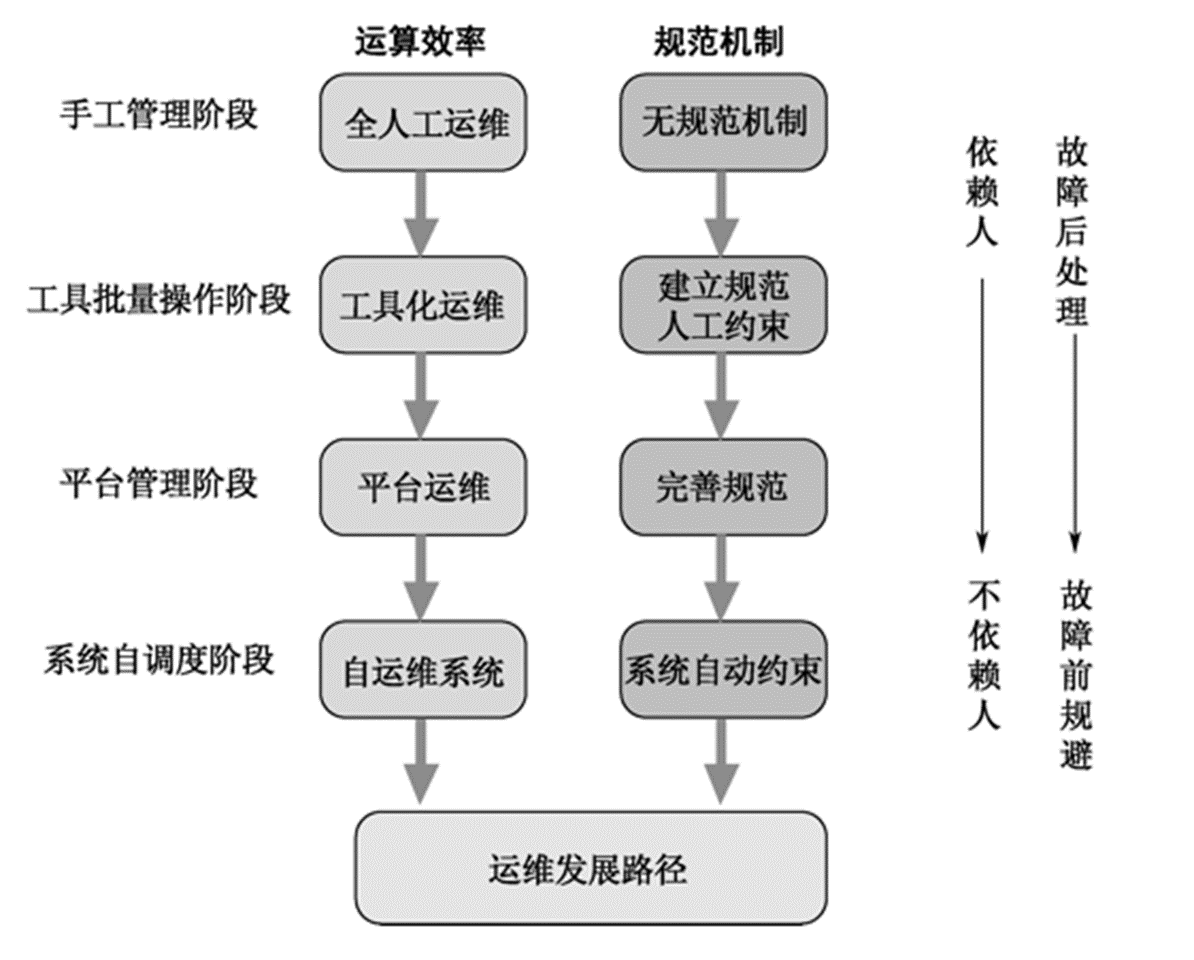 运算效率
规范机制
手工管理阶段
全人工运维
无规范机制
工具批量操作阶段
工具化运维
建立规范
人工约束
平台管理阶段
平台运维
完善规范
系统自调度阶段
自运维系统
系统自动约束
运维发展路径
依赖人
不依赖人
故障后处理
故障前规避